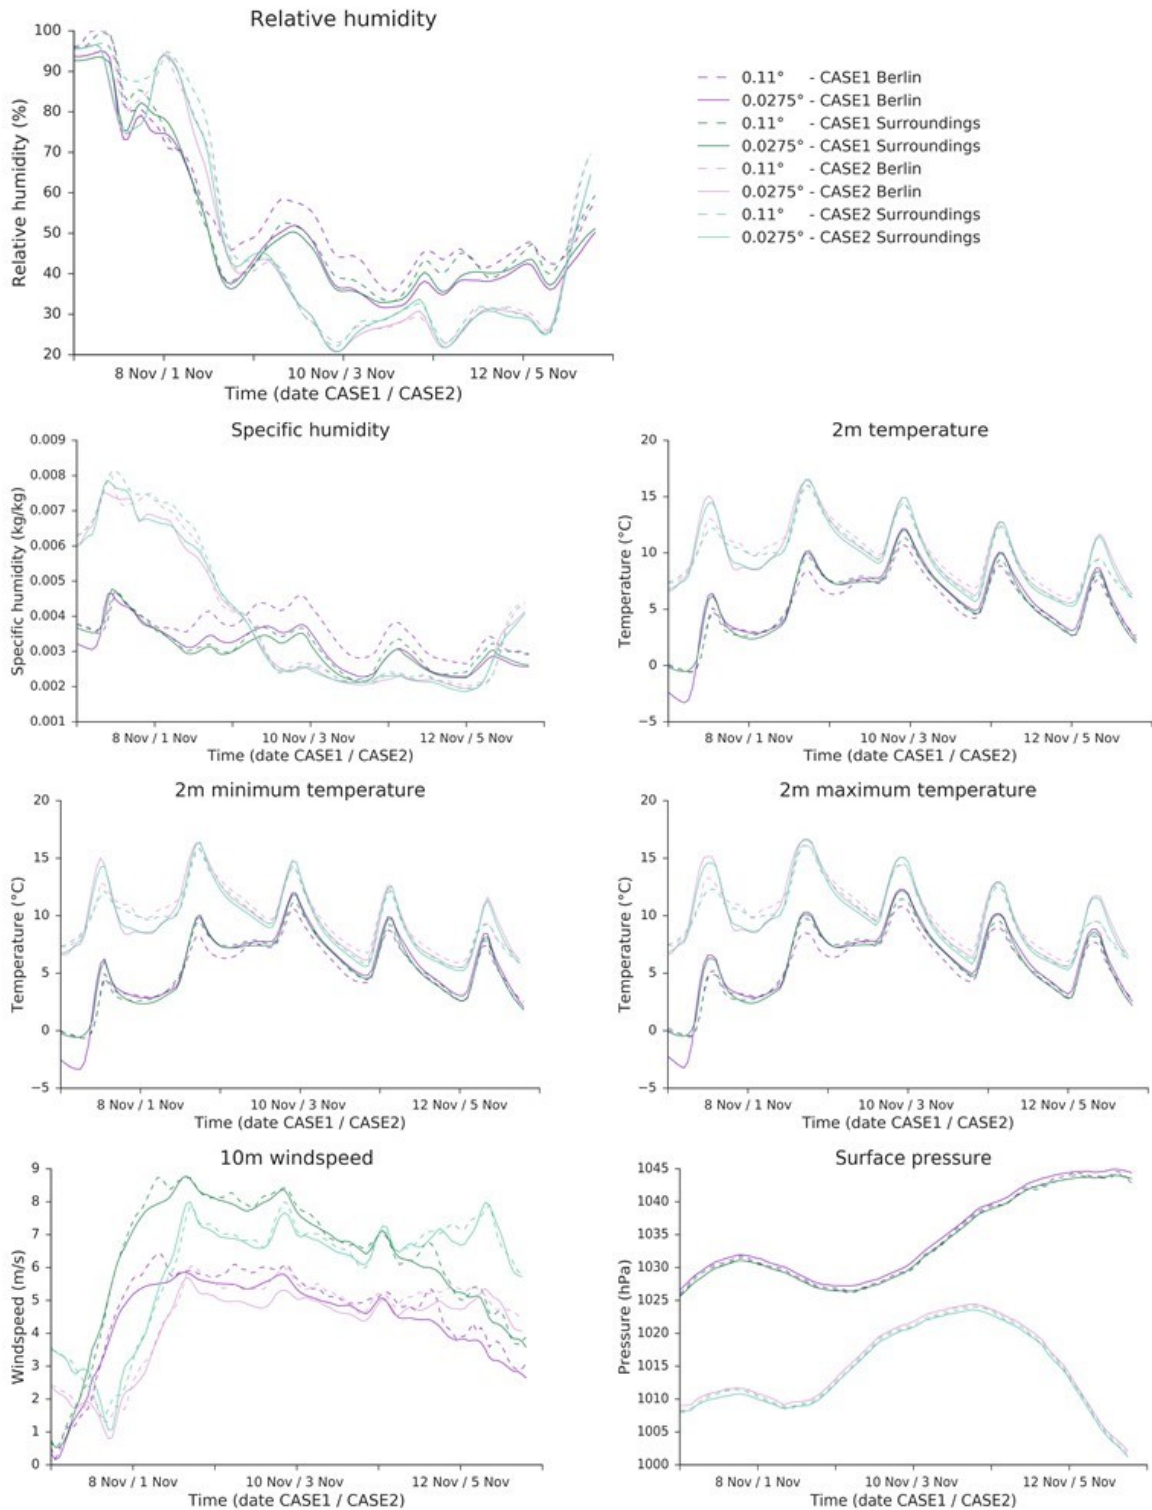 Relative humidity
100
90
80
70
60
50
40
30
20
Relative humidity (%)
8 Nov / 1 Nov
10 Nov / 3 Nov
12 Nov / 5 Nov
Time (date CASE1 / CASE2)
0.11° - CASE1 Berlin
0.0275° - CASE1 Berlin
0.11° - CASE1 Surroundings
0.0275° - CASE1 Surroundings
0.11° - CASE2 Berlin
0.0275° - CASE2 Berlin
0.11° - CASE2 Surroundings
0.0275° - CASE2 Surroundings
Specific humidity
0.009
0.008
0.007
0.006
0.005
0.004
0.003
0.002
0.001
Specific humidity (kg/kg)
8 Nov / 1 Nov
10 Nov / 3 Nov
12 Nov / 5 Nov
Time (date CASE1 / CASE2)
2m temperature
20
15
10
5
0
−5
Temperature (°C)
8 Nov / 1 Nov
10 Nov / 3 Nov
12 Nov / 5 Nov
Time (date CASE1 / CASE2)
2m minimum temperature
20
15
10
5
0
−5
Temperature (°C)
8 Nov / 1 Nov
10 Nov / 3 Nov
12 Nov / 5 Nov
Time (date CASE1 / CASE2)
2m maximum temperature
20
15
10
5
0
−5
Temperature (°C)
8 Nov / 1 Nov
10 Nov / 3 Nov
12 Nov / 5 Nov
Time (date CASE1 / CASE2)
10m windspeed
9
8
7
6
5
4
3
2
1
0
Windspeed (m/s)
8 Nov / 1 Nov
10 Nov / 3 Nov
12 Nov / 5 Nov
Time (date CASE1 / CASE2)
Surface pressure
1045
1040
1035
1030
1025
1020
1015
1010
1005
1000
Pressure (hPa)
8 Nov / 1 Nov
10 Nov / 3 Nov
12 Nov / 5 Nov
Time (date CASE1 / CASE2)